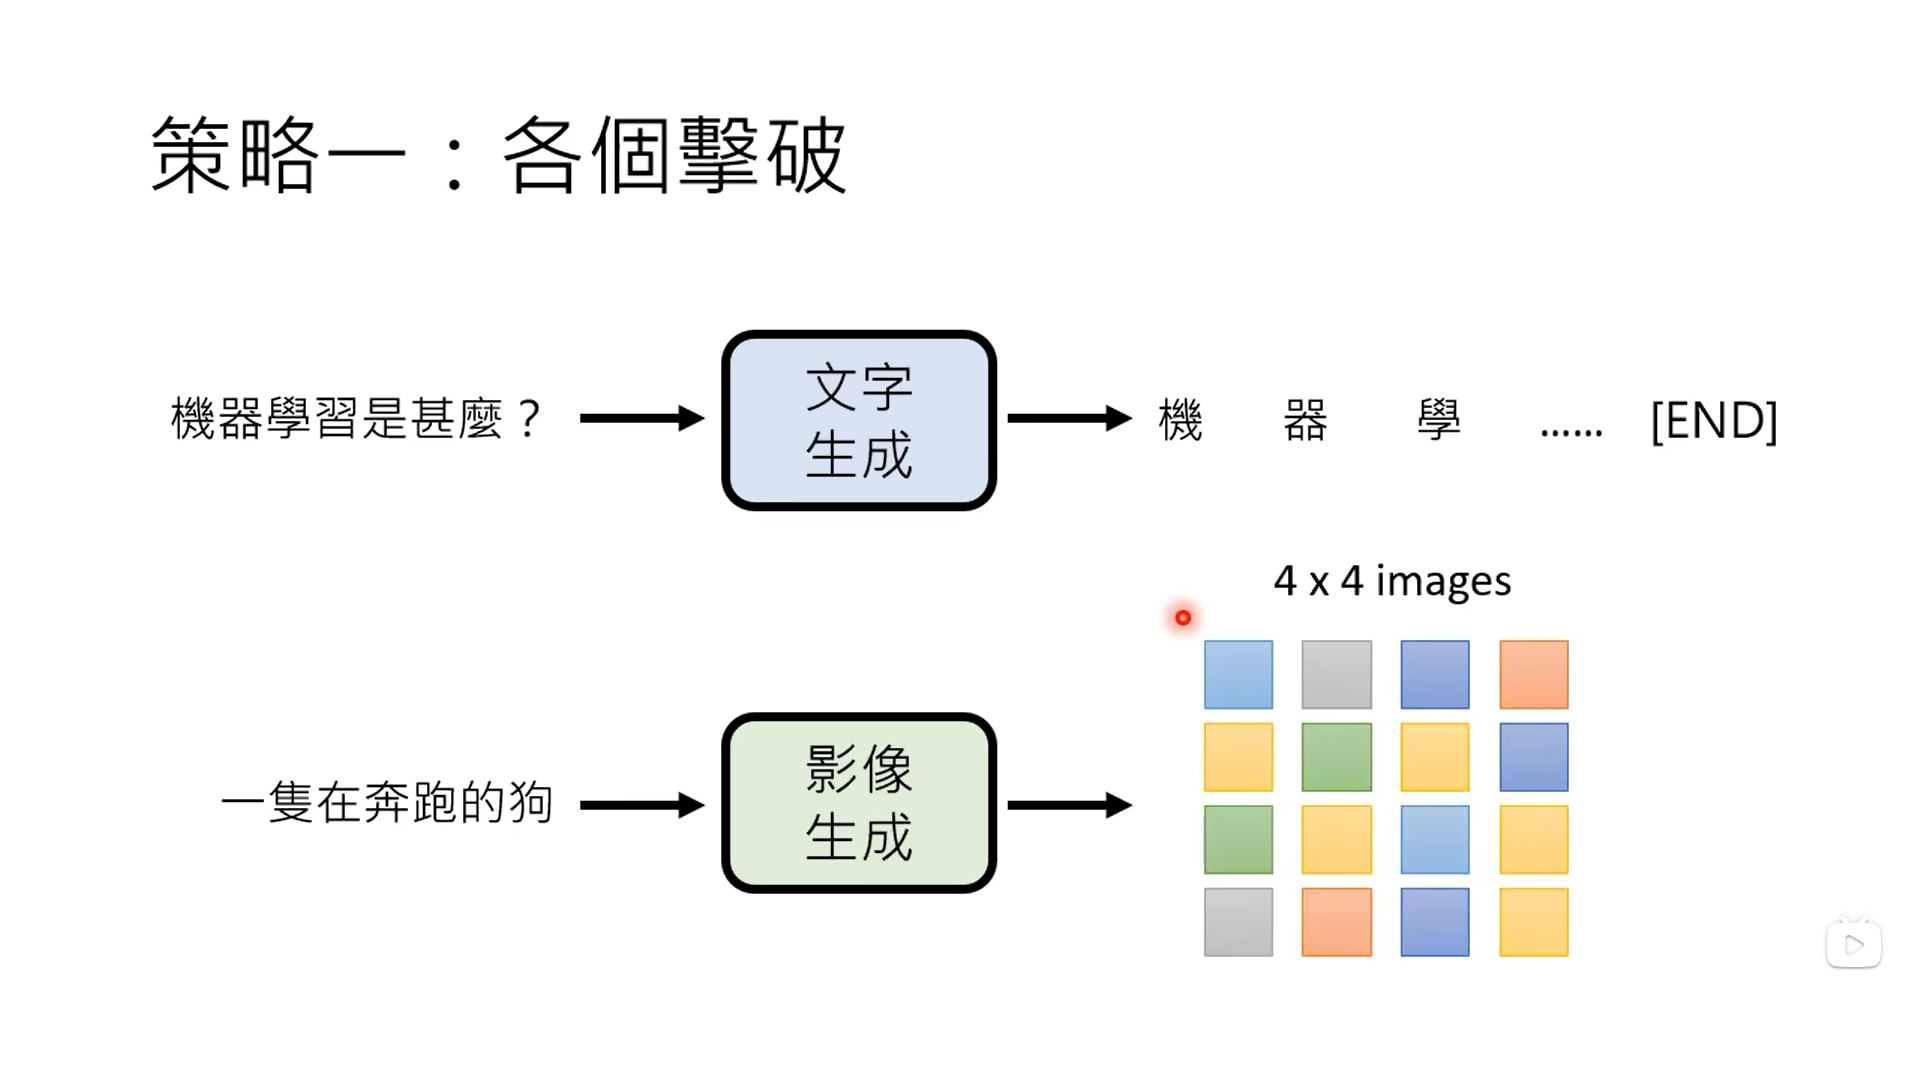 策略一：各個擊破
機器學習是甚麼？
文字
生成
機 器 學 …… [END]
4 x 4 images
一隻在奔跑的狗
影像
生成